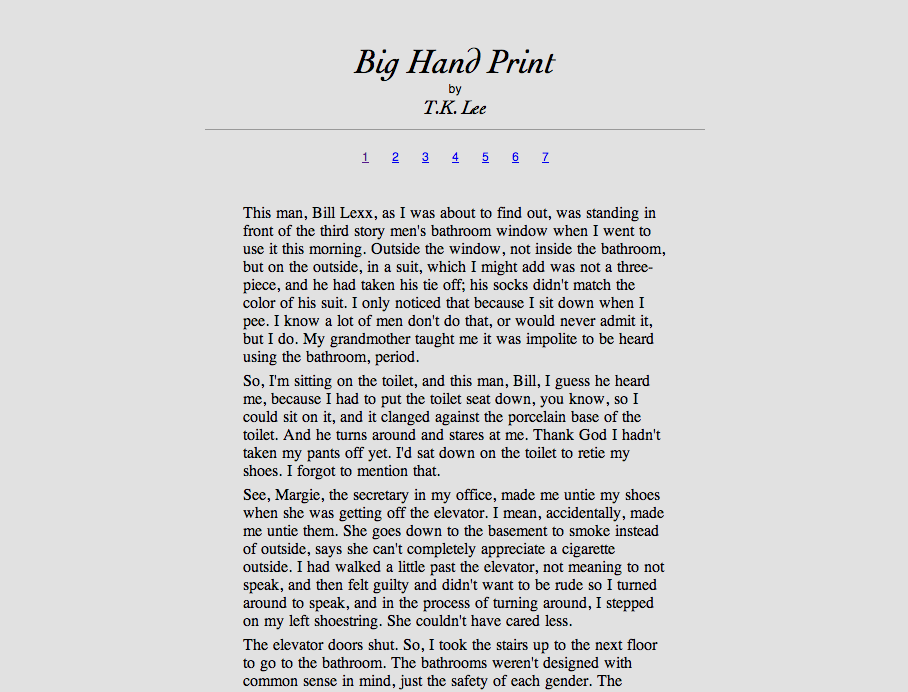 Big Hand Print
by
T.K. Lee
1 2 3 4 5 6 7
This man, Bill Lexx, as I was about to find out, was standing in
front of the third story men's bathroom window when I went to
use it this morning. Outside the window, not inside the bathroom,
but on the outside, in a suit, which I might add was not a three-
piece, and he had taken his tie off; his socks didn't match the
color of his suit. I only noticed that because I sit down when I
pee. I know a lot of men don't do that, or would never admit it,
but I do. My grandmother taught me it was impolite to be heard
using the bathroom, period.
So, I'm sitting on the toilet, and this man, Bill, I guess he heard
me, because I had to put the toilet seat down, you know, so I
could sit on it, and it clanged against the porcelain base of the
toilet. And he turns around and stares at me. Thank God I hadn't
taken my pants off yet. I'd sat down on the toilet to retie my
shoes. I forgot to mention that.
See, Margie, the secretary in my office, made me untie my shoes
when she was getting off the elevator. I mean, accidentally, made
me untie them. She goes down to the basement to smoke instead
of outside, says she can't completely appreciate a cigarette
outside. I had walked a little past the elevator, not meaning to not
speak, and then felt guilty and didn't want to be rude so I turned
around to speak, and in the process of turning around, I stepped
on my left shoestring. She couldn't have cared less.
The elevator doors shut. So, I took the stairs up to the next floor
to go to the bathroom. The bathrooms weren't designed with
common sense in mind, just the safety of each gender. The